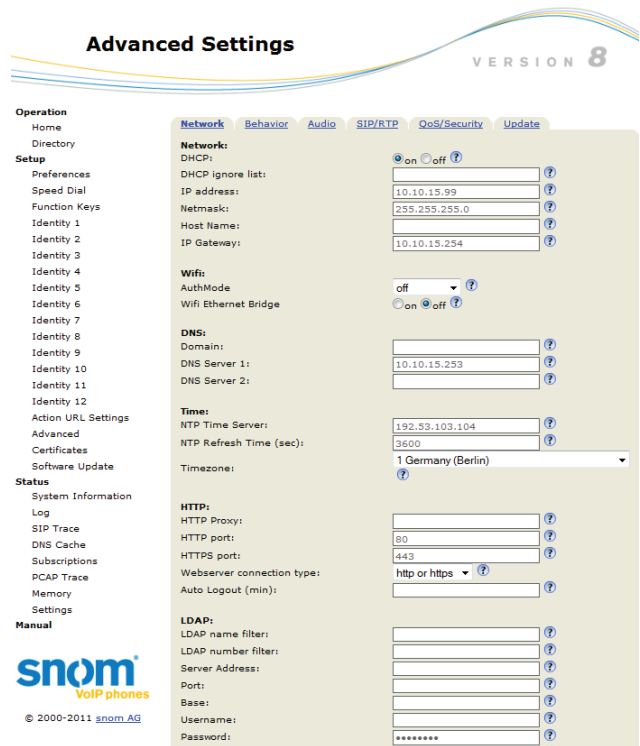 Advanced Settings
VERSION 8
Operation
Home
Directory
Setup
Preferences
Speed Dial
Function Keys
Identity 1
Identity 2
Identity 3
Identity 4
Identity 5
Identity 6
Identity 7
Identity 8
Identity 9
Identity 10
Identity 11
Identity 12
Action URL Settings
Advanced
Certificates
Software Update
Status
System Information
Log
SIP Trace
DNS Cache
Subscriptions
PCAP Trace
Memory
Settings
Manual
snom
VoIP phones
© 2000-2011 snom AG
Network Behavior Audio SIP/RTP QoS/Security Update
Network:
DHCP: on off ?
DHCP ignore list: ?
IP address: 10.10.15.99 ?
Netmask: 255.255.255.0 ?
Host Name: ?
IP Gateway: 10.10.15.254 ?
Wifi:
AuthMode off ?
Wifi Ethernet Bridge on off ?
DNS:
Domain: ?
DNS Server 1: 10.10.15.253 ?
DNS Server 2: ?
Time:
NTP Time Server: 192.53.103.104 ?
NTP Refresh Time (sec): 3600 ?
Timezone: 1 Germany (Berlin)
?
HTTP:
HTTP Proxy: ?
HTTP port: 80 ?
HTTPS port: 443 ?
Webserver connection type: http or https ?
Auto Logout (min): ?
LDAP:
LDAP name filter: ?
LDAP number filter: ?
Server Address: ?
Port: ?
Base: ?
Username: ?
Password: •••••••• ?